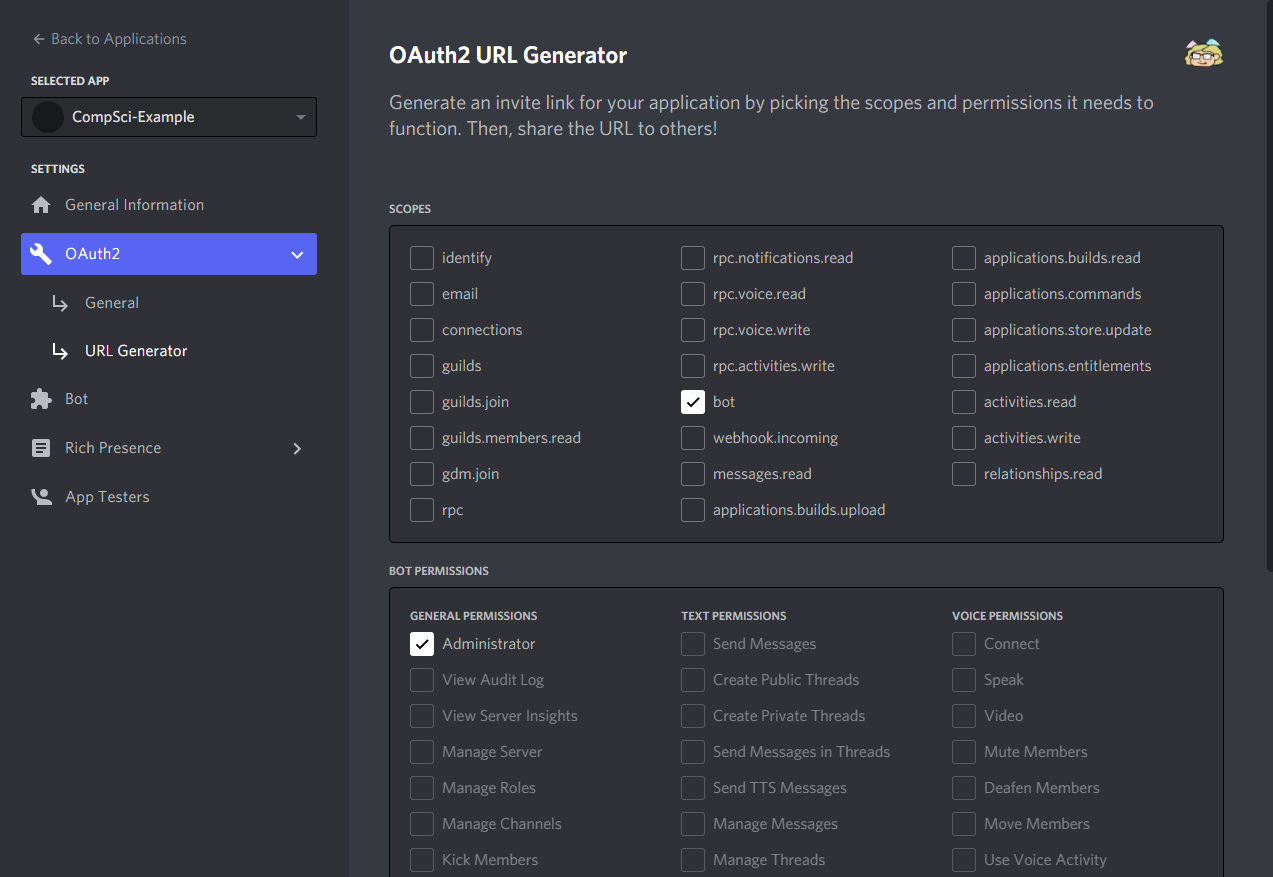 Back to Applications
SELECTED APP
CompSci-Example
SETTINGS
General Information
OAuth2
General
URL Generator
Bot
Rich Presence
App Testers
OAuth2 URL Generator
Generate an invite link for your application by picking the scopes and permissions it needs to
function. Then, share the URL to others!
SCOPES
identify
email
connections
guilds
guilds.join
guilds.members.read
gdm.join
rpc
rpc.notifications.read
rpc.voice.read
rpc.voice.write
rpc.activities.write
bot
webhook.incoming
messages.read
applications.builds.upload
applications.builds.read
applications.commands
applications.store.update
applications.entitlements
activities.read
activities.write
relationships.read
BOT PERMISSIONS
GENERAL PERMISSIONS
Administrator
View Audit Log
View Server Insights
Manage Server
Manage Roles
Manage Channels
Kick Members
TEXT PERMISSIONS
Send Messages
Create Public Threads
Create Private Threads
Send Messages in Threads
Send TTS Messages
Manage Messages
Manage Threads
VOICE PERMISSIONS
Connect
Speak
Video
Mute Members
Deafen Members
Move Members
Use Voice Activity